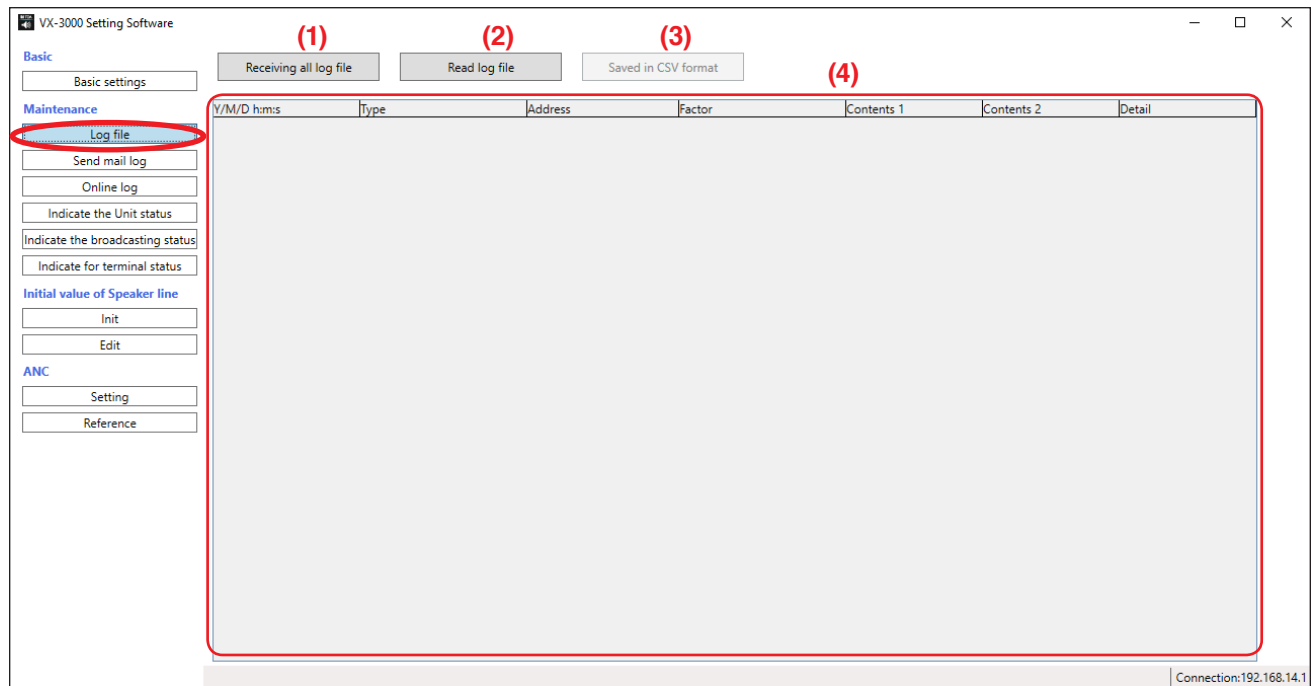 VX-3000 Setting Software
(1) (2) (3) (4)
Receiving all log file Read log file Saved in CSV format
Basic
Basic settings
Maintenance
Log file
Send mail log
Online log
Indicate the Unit status
Indicate the broadcasting status
Indicate for terminal status
Initial value of Speaker line
Init
Edit
ANC
Setting
Reference
Y/M/D h:m:s Type Address Factor Contents 1 Contents 2 Detail
Connection:192.168.14.1